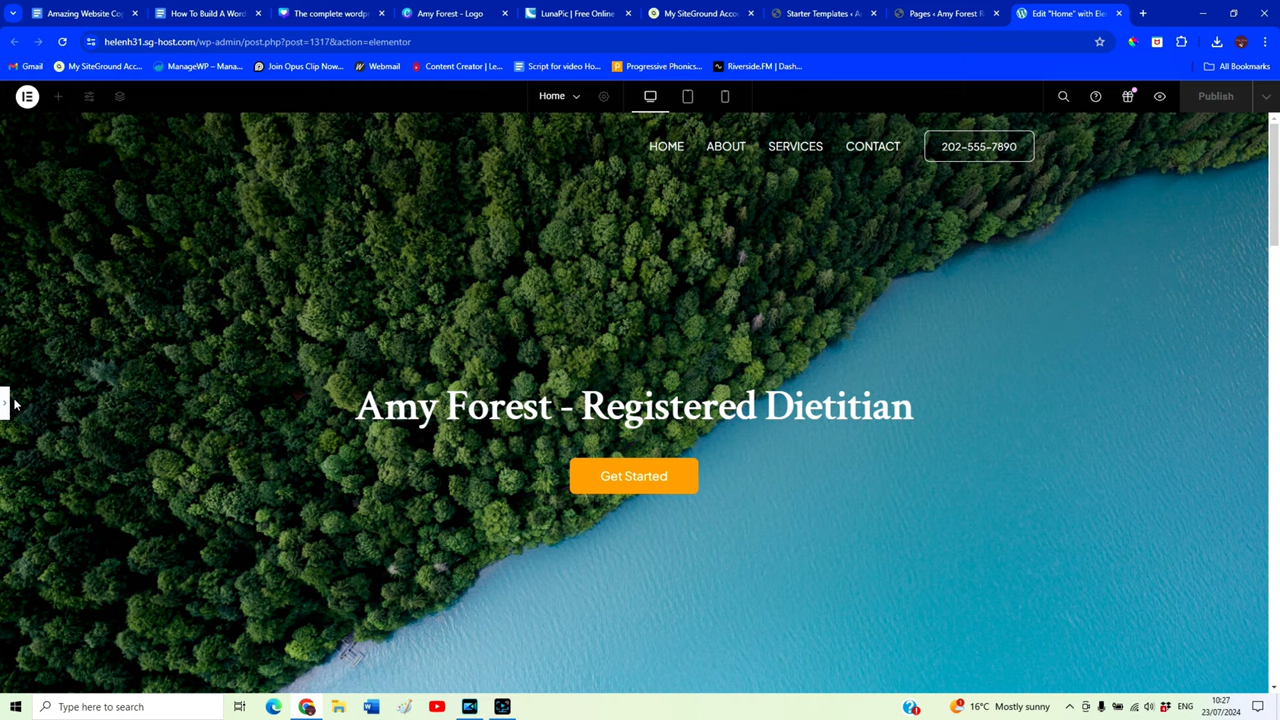 Amazing Website Co
How To Build A Word
The complete wordp
Amy Forest - Logo
LunaPic | Free Online
My SiteGround Acco
Starter Templates ‹ A
Pages ‹ Amy Forest R
Edit "Home" with Ele
helenh31.sg-host.com/wp-admin/post.php?post=1317&action=elementor
Gmail
My SiteGround Acc...
ManageWP – Mana...
Join Opus Clip Now...
Webmail
Content Creator | Le...
Script for video Ho...
Progressive Phonics...
Riverside.FM | Dash...
All Bookmarks
Home
Publish
HOME
ABOUT
SERVICES
CONTACT
202-555-7890
Amy Forest - Registered Dietitian
Get Started
Type here to search
16°C Mostly sunny
ENG
10:27
23/07/2024